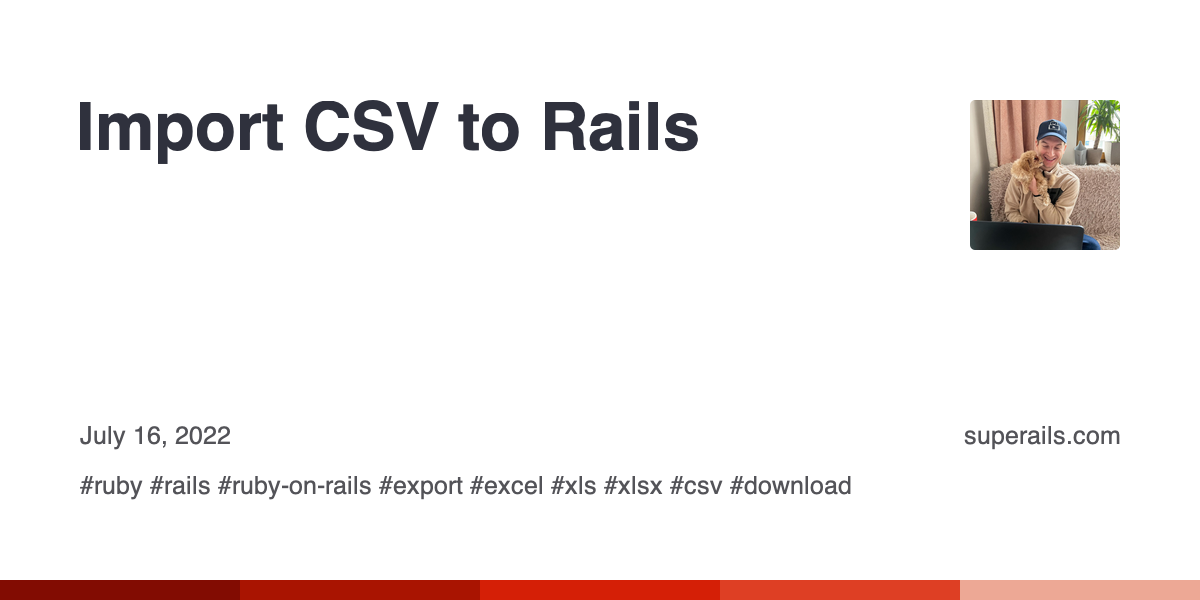 Import CSV to Rails
July 16, 2022
superails.com
#ruby #rails #ruby-on-rails #export #excel #xls #xlsx #csv #download